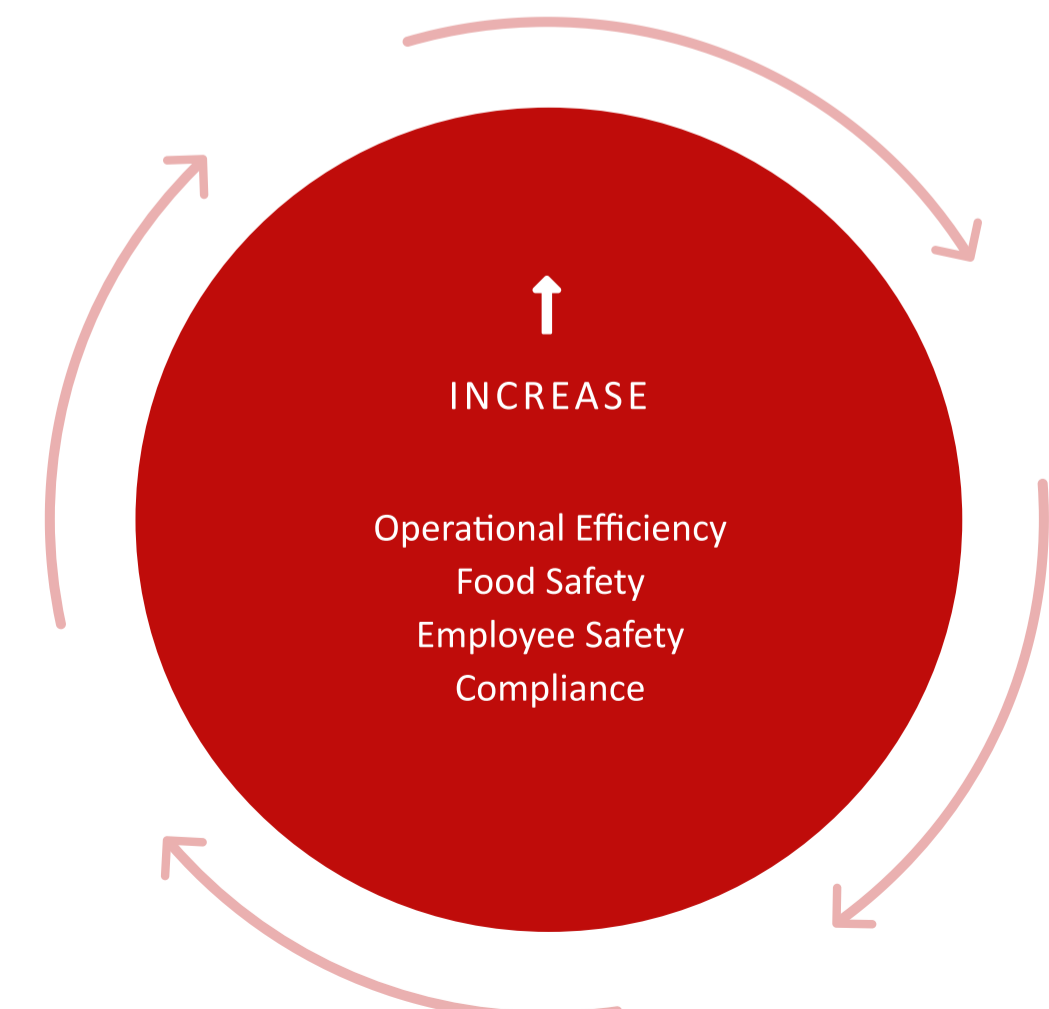 INCREASE
Operational Efficiency
Food Safety
Employee Safety
Compliance